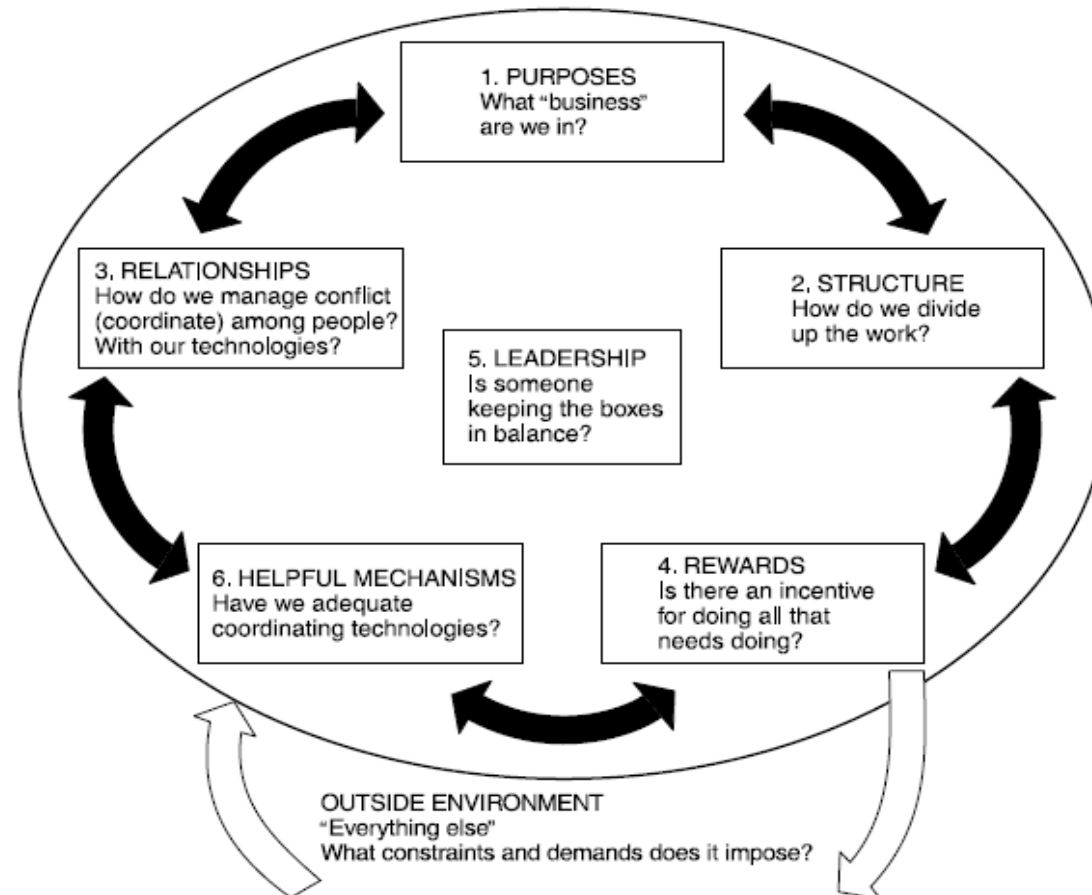 1. PURPOSES
What “business”
are we in?
3, RELATIONSHIPS
How do we manage conflict
(coordinate) among people?
With our technologies?
2, STRUCTURE
How do we divide
up the work?
5. LEADERSHIP
Is someone
keeping the boxes
in balance?
6. HELPFUL MECHANISMS
Have we adequate
coordinating technologies?
4. REWARDS
Is there an incentive
for doing all that
needs doing?
OUTSIDE ENVIRONMENT
“Everything else”
What constraints and demands does it impose?